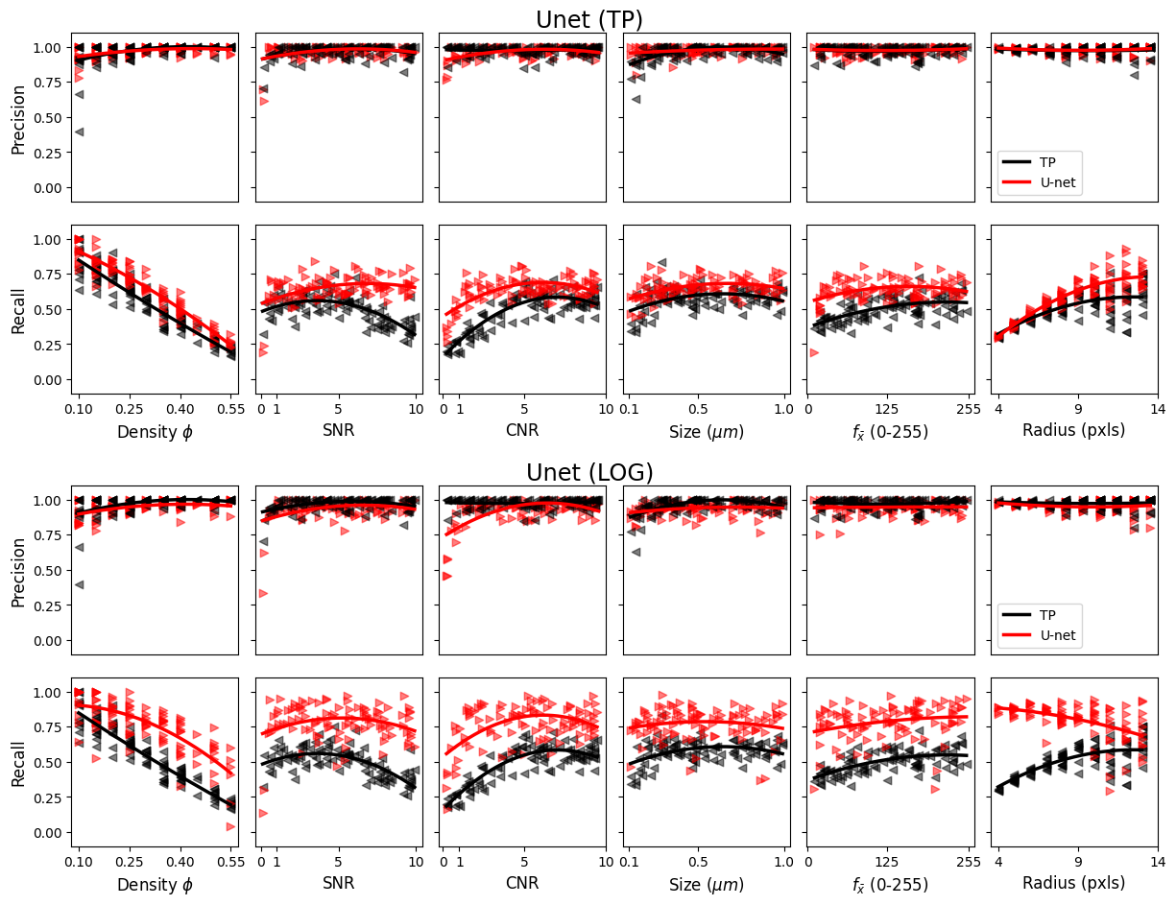 Unet (TP)
Precision
1.00
0.75
0.50
0.25
0.00
TP
U-net
Recall
1.00
0.75
0.50
0.25
0.00
0.10 0.25 0.40 0.55
0 1 5 10
0 1 5 10
0.1 0.5 1.0
0 125 255
4 9 14
Density ϕ
SNR
CNR
Size (μm)
f_x̄ (0-255)
Radius (pxls)
Unet (LOG)
Precision
1.00
0.75
0.50
0.25
0.00
TP
U-net
Recall
1.00
0.75
0.50
0.25
0.00
0.10 0.25 0.40 0.55
0 1 5 10
0 1 5 10
0.1 0.5 1.0
0 125 255
4 9 14
Density ϕ
SNR
CNR
Size (μm)
f_x̄ (0-255)
Radius (pxls)